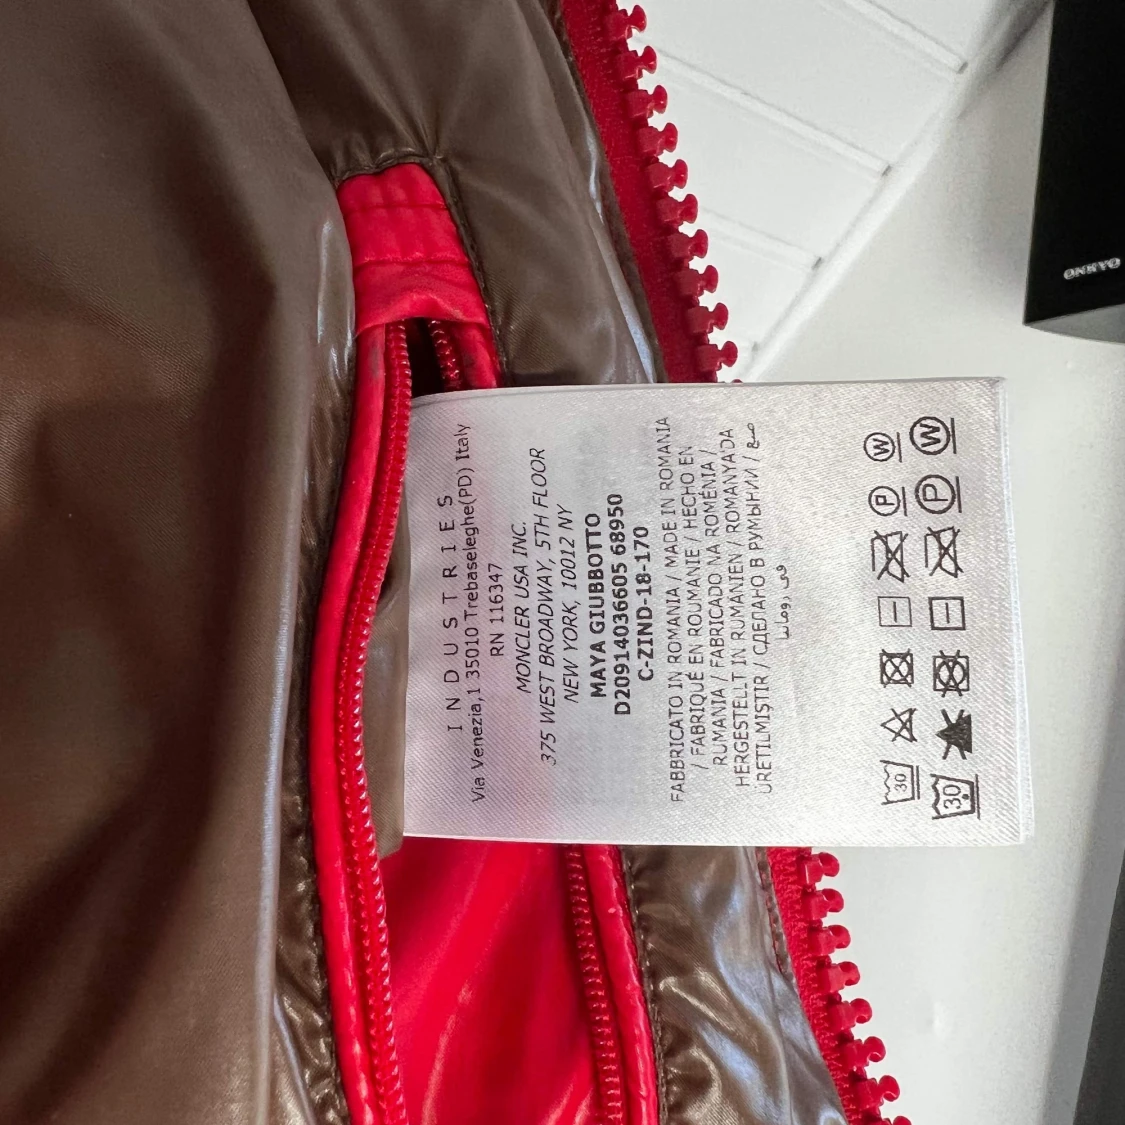 INDUSTRIES
Via Venezia,1 35010 Trebaseleghe(PD) Italy
RN 116347
MONCLER USA INC.
375 WEST BROADWAY, 5TH FLOOR
NEW YORK, 10012 NY
MAYA GIUBBOTTO
D20914036605 68950
C-ZIND-18-170
FABBRICATO IN ROMANIA / MADE IN ROMANIA
/ FABRIQUÉ EN ROUMANIE / HECHO EN
RUMANIA / FABRICADO NA ROMÉNIA /
HERGESTELLT IN RUMÄNIEN / ROMANYA'DA
ÜRETILMIŞTIR / СДЕЛАНО В РУМЫНИИ / صنع
في رومانيا
30 P W
30 P W
ONKYO